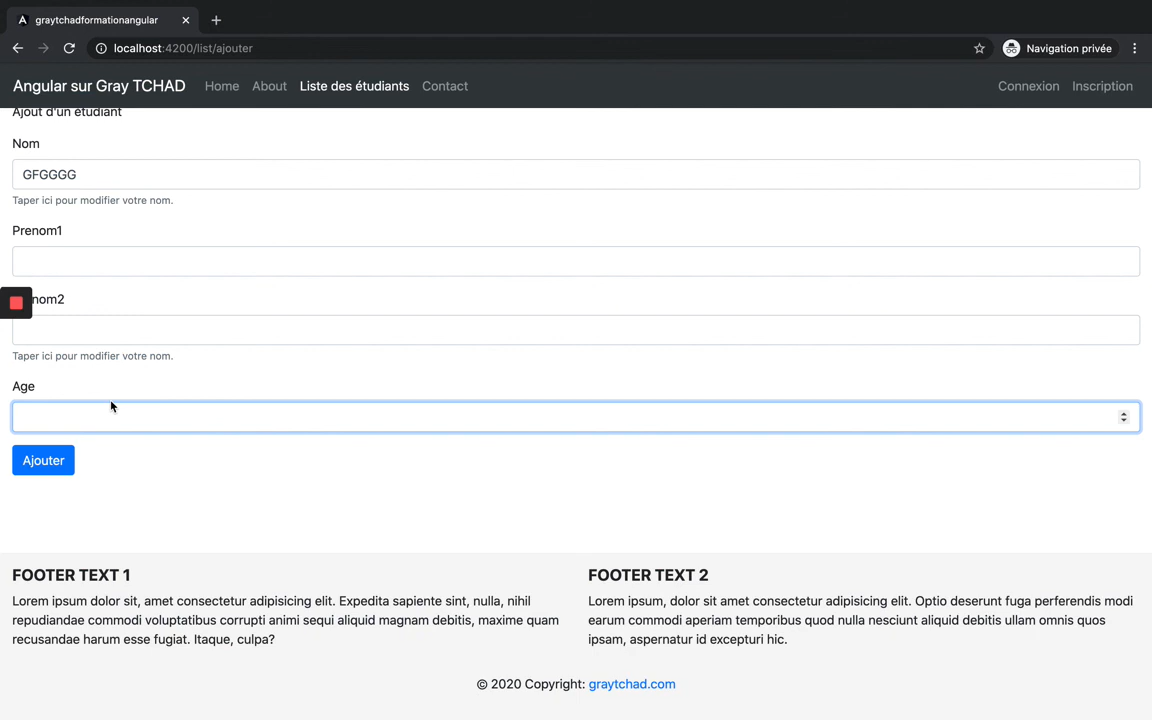 graytchadformationangular
localhost:4200/list/ajouter
Navigation privée
Angular sur Gray TCHAD Home About Liste des étudiants Contact Connexion Inscription
Ajout d'un étudiant
Nom
GFGGGG
Taper ici pour modifier votre nom.
Prenom1
nom2
Taper ici pour modifier votre nom.
Age
Ajouter
FOOTER TEXT 1
Lorem ipsum dolor sit, amet consectetur adipisicing elit. Expedita sapiente sint, nulla, nihil
repudiandae commodi voluptatibus corrupti animi sequi aliquid magnam debitis, maxime quam
recusandae harum esse fugiat. Itaque, culpa?
FOOTER TEXT 2
Lorem ipsum, dolor sit amet consectetur adipisicing elit. Optio deserunt fuga perferendis modi
earum commodi aperiam temporibus quod nulla nesciunt aliquid debitis ullam omnis quos
ipsam, aspernatur id excepturi hic.
© 2020 Copyright: graytchad.com